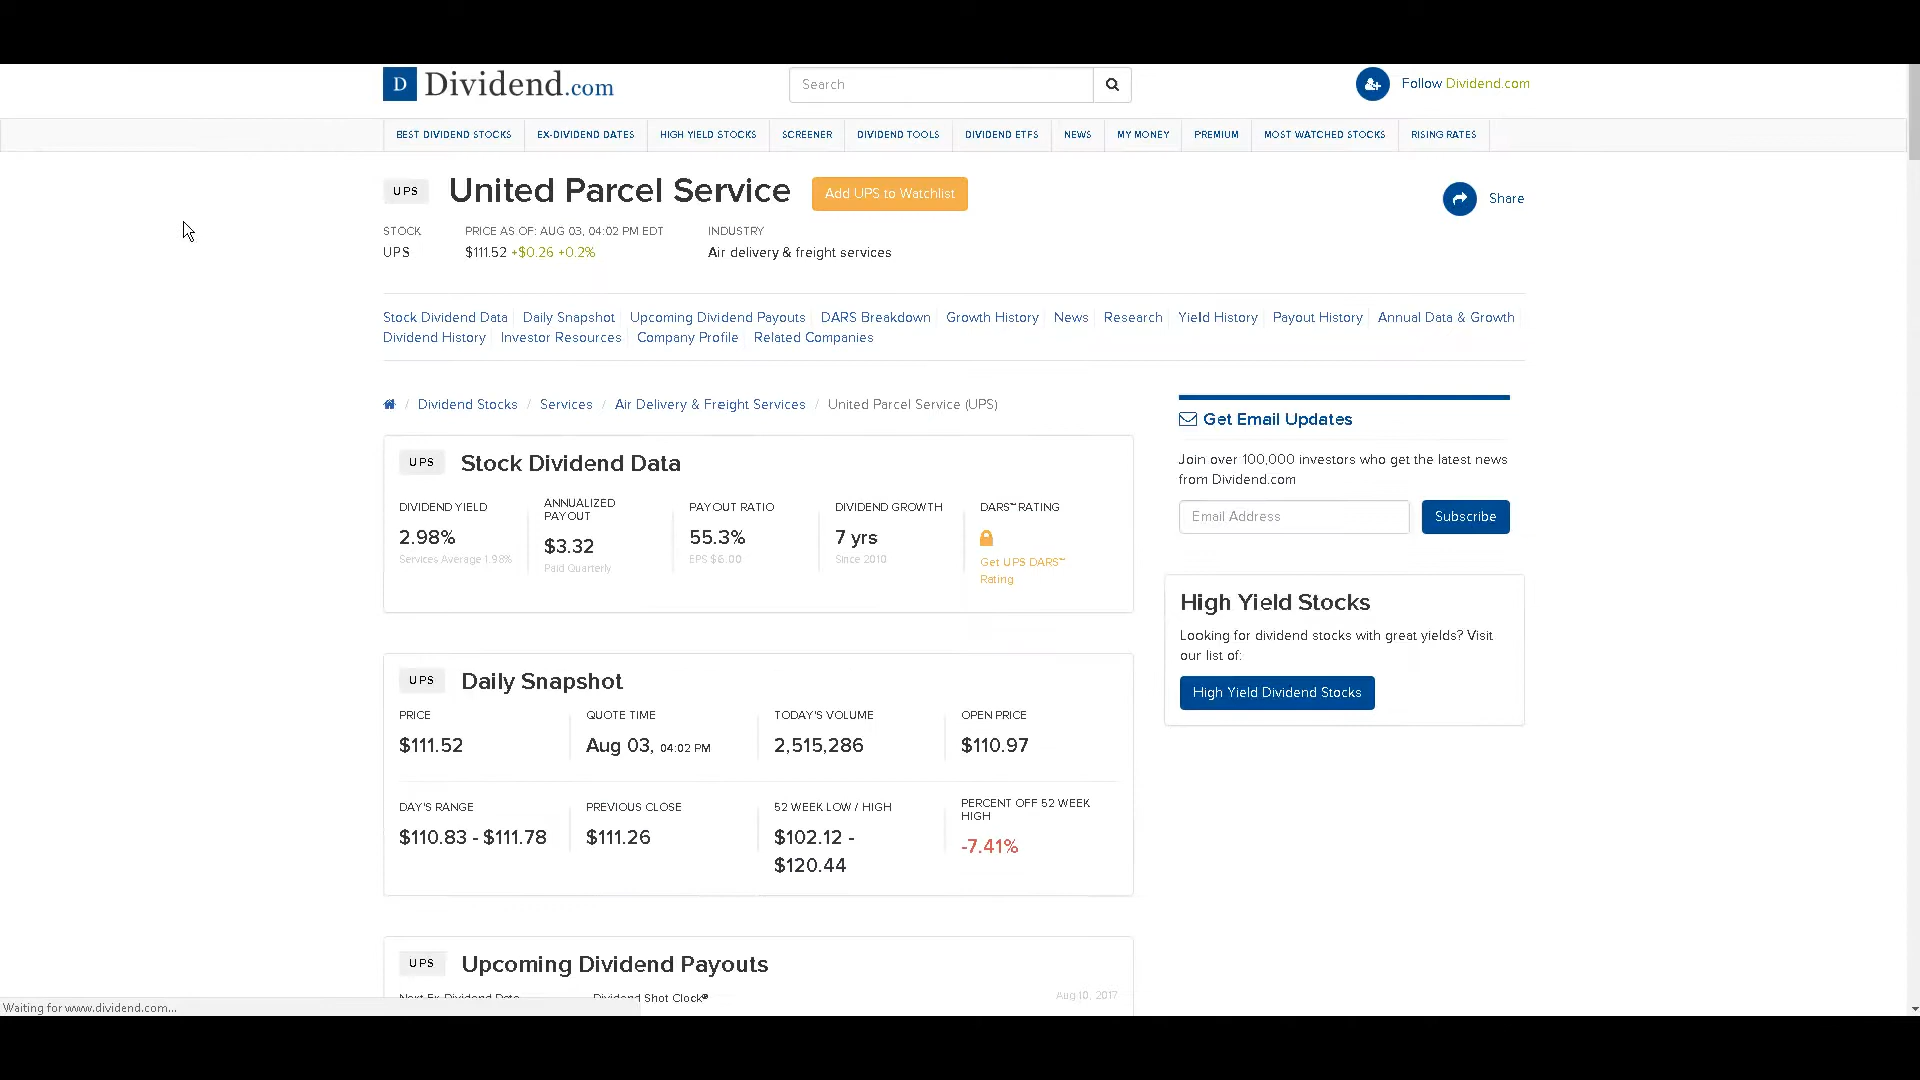 D Dividend.com
Search
Follow Dividend.com
BEST DIVIDEND STOCKS EX-DIVIDEND DATES HIGH YIELD STOCKS SCREENER DIVIDEND TOOLS DIVIDEND ETFS NEWS MY MONEY PREMIUM MOST WATCHED STOCKS RISING RATES
UPS United Parcel Service Add UPS to Watchlist
Share
STOCK PRICE AS OF: AUG 03, 04:02 PM EDT INDUSTRY
UPS $111.52 +$0.26 +0.2% Air delivery & freight services
Stock Dividend Data Daily Snapshot Upcoming Dividend Payouts DARS Breakdown Growth History News Research Yield History Payout History Annual Data & Growth
Dividend History Investor Resources Company Profile Related Companies
/ Dividend Stocks / Services / Air Delivery & Freight Services / United Parcel Service (UPS)
UPS Stock Dividend Data
DIVIDEND YIELD
2.98%
Services Average 1.98%
ANNUALIZED
PAYOUT
$3.32
Paid Quarterly
PAYOUT RATIO
55.3%
EPS $6.00
DIVIDEND GROWTH
7 yrs
Since 2010
DARS™ RATING
Get UPS DARS™
Rating
UPS Daily Snapshot
PRICE
$111.52
QUOTE TIME
Aug 03, 04:02 PM
TODAY'S VOLUME
2,515,286
OPEN PRICE
$110.97
DAY'S RANGE
$110.83 - $111.78
PREVIOUS CLOSE
$111.26
52 WEEK LOW / HIGH
$102.12 -
$120.44
PERCENT OFF 52 WEEK
HIGH
-7.41%
UPS Upcoming Dividend Payouts
Next Ex-Dividend Date Dividend Shot Clock®
Aug 10, 2017
Get Email Updates
Join over 100,000 investors who get the latest news
from Dividend.com
Email Address Subscribe
High Yield Stocks
Looking for dividend stocks with great yields? Visit
our list of:
High Yield Dividend Stocks
Waiting for www.dividend.com...